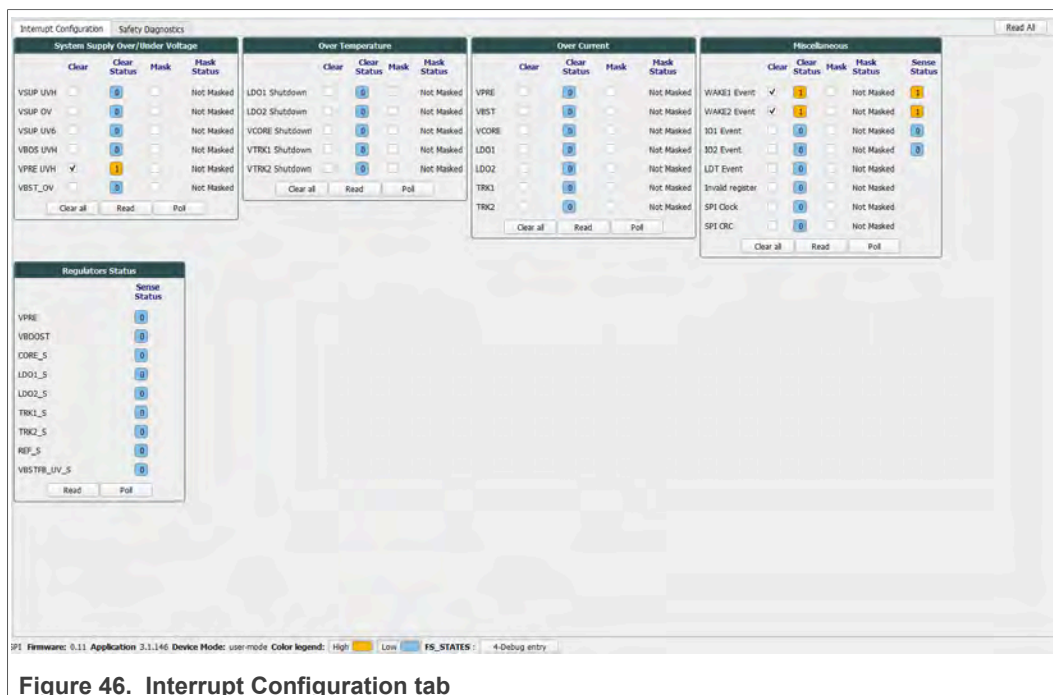 Interrupt Configuration Safety Diagnostics Read All
System Supply Over/Under Voltage
Clear Clear Status Mask Mask Status
VSUP UVH 0 Not Masked
VSUP OV 0 Not Masked
VSUP UV6 0 Not Masked
VBOS UVH 0 Not Masked
VPRE UVH 1 Not Masked
VBST_OV 0 Not Masked
Clear all Read Poll
Over Temperature
Clear Clear Status Mask Mask Status
LDO1 Shutdown 0 Not Masked
LDO2 Shutdown 0 Not Masked
VCORE Shutdown 0 Not Masked
VTRK1 Shutdown 0 Not Masked
VTRK2 Shutdown 0 Not Masked
Clear all Read Poll
Over Current
Clear Clear Status Mask Mask Status
VPRE 0 Not Masked
VBST 0 Not Masked
VCORE 0 Not Masked
LDO1 0 Not Masked
LDO2 0 Not Masked
TRK1 0 Not Masked
TRK2 0 Not Masked
Clear all Read Poll
Miscellaneous
Clear Clear Status Mask Mask Status Sense Status
WAKE1 Event 1 Not Masked 1
WAKE2 Event 1 Not Masked 1
IO1 Event 0 Not Masked 0
IO2 Event 0 Not Masked 0
LDT Event 0 Not Masked
Invalid register 0 Not Masked
SPI Clock 0 Not Masked
SPI CRC 0 Not Masked
Clear all Read Poll
Regulators Status
Sense Status
VPRE 0
VBOOST 0
CORE_S 0
LDO1_S 0
LDO2_S 0
TRK1_S 0
TRK2_S 0
REF_S 0
VBSTFB_UV_S 0
Read Poll
SPI Firmware: 0.11 Application 3.1.146 Device Mode: user-mode Color legend: High Low FS_STATES : 4-Debug entry
Figure 46. Interrupt Configuration tab